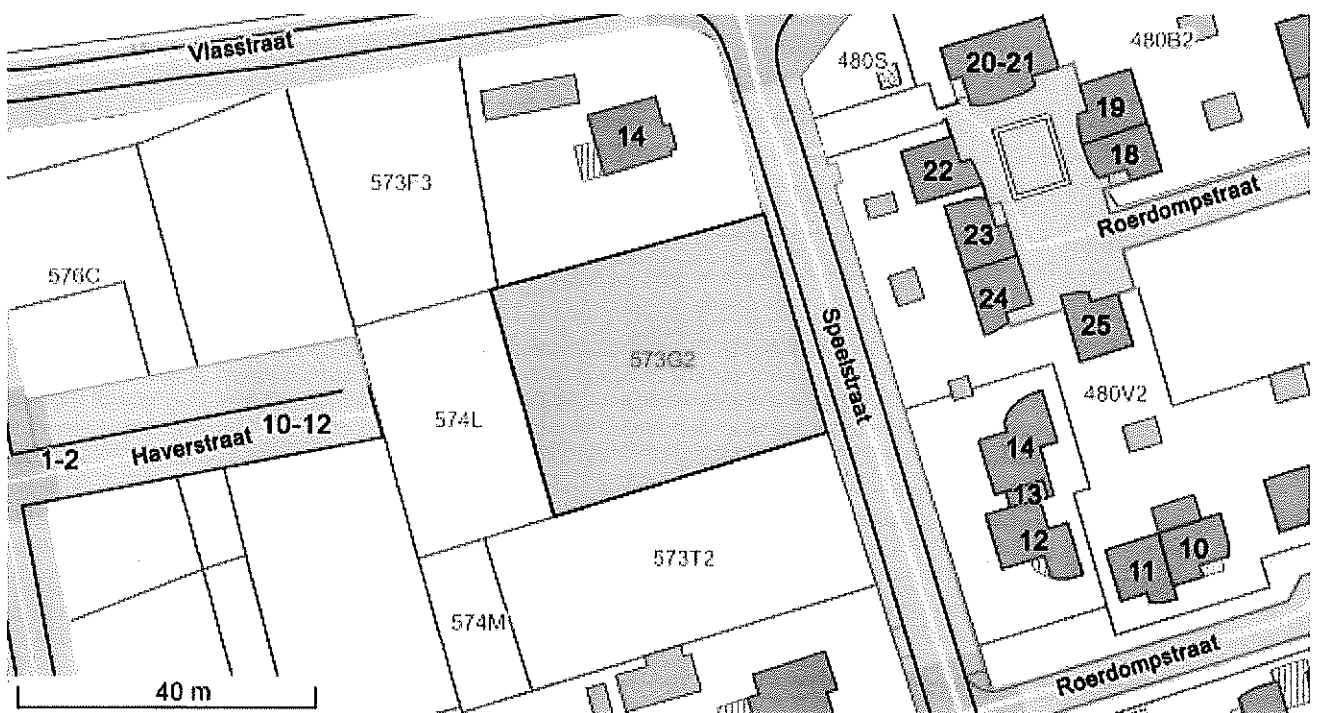 Vlasstraat
480S
20-21
480B2
19
18
14
22
573F3
Roerdompstraat
23
576C
24
25
Speelstraat
573G2
480V2
10-12
574L
Haverstraat
1-2
14
13
12
10
11
573T2
574M
Roerdompstraat
40 m